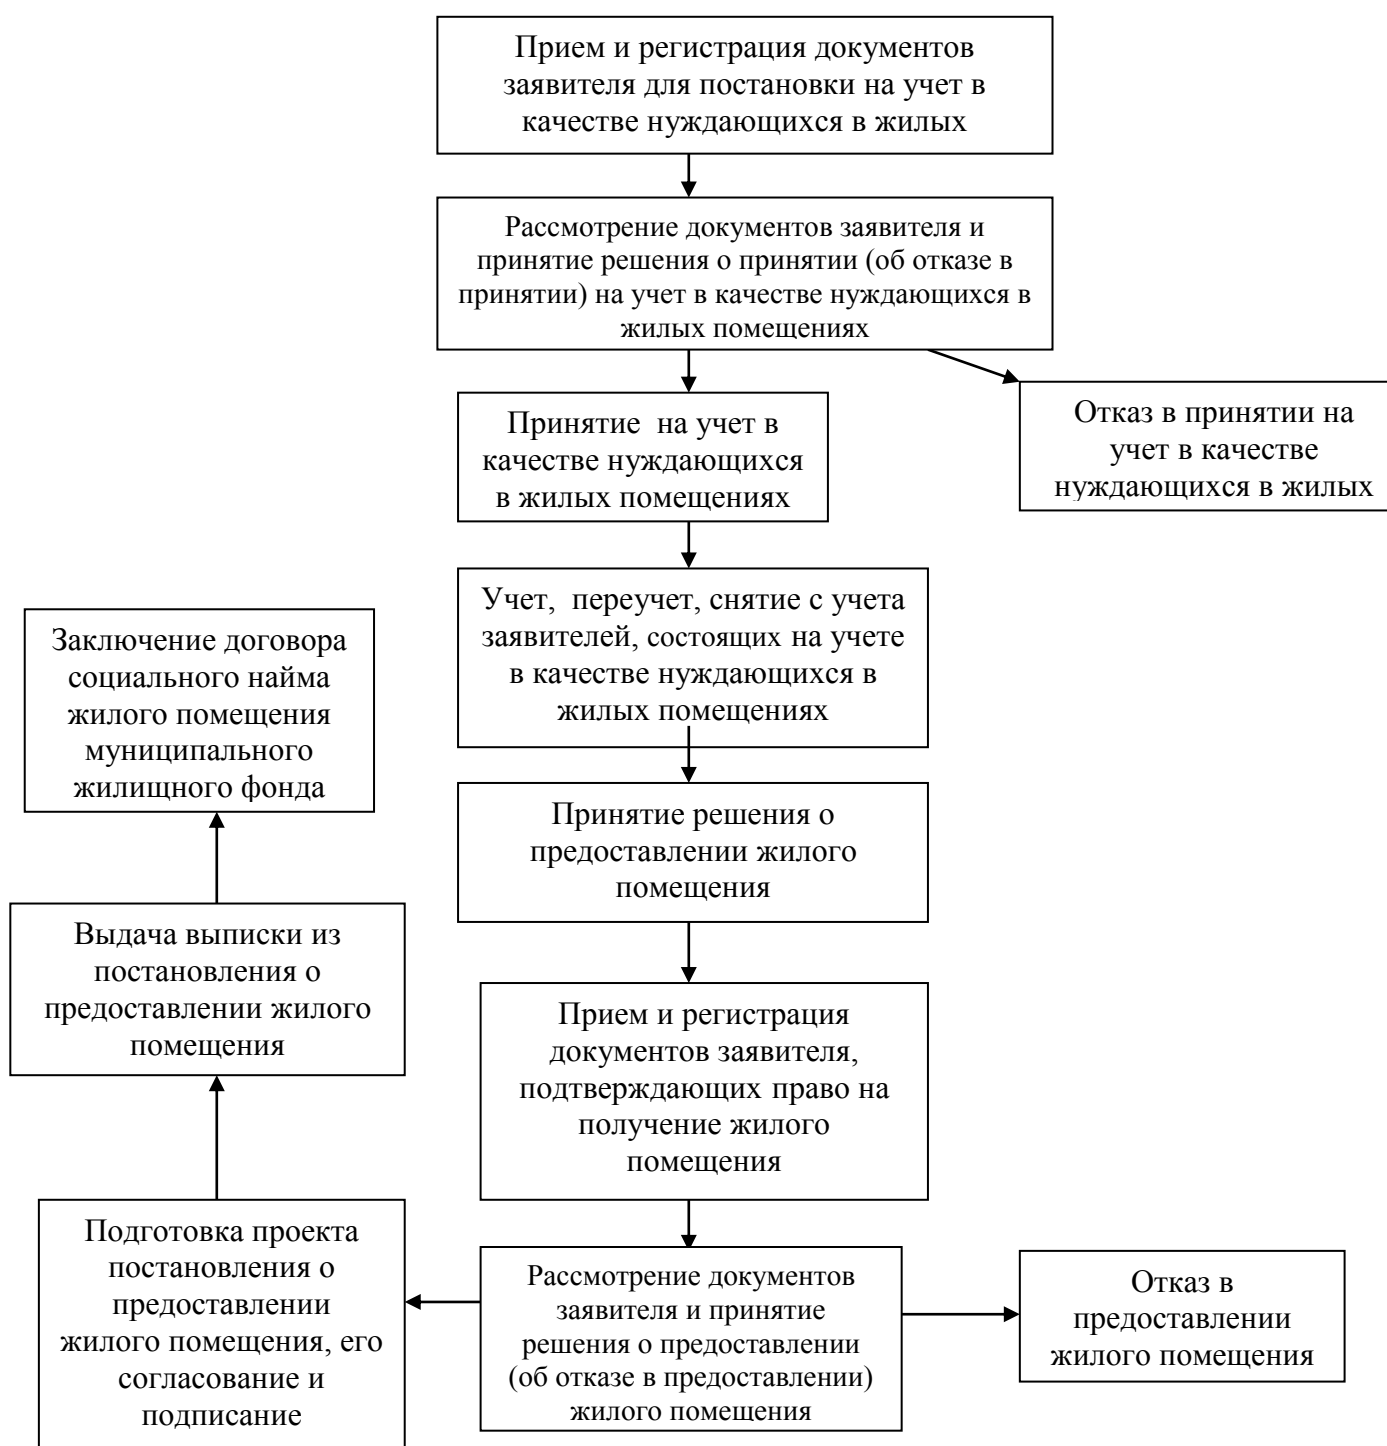 Прием и регистрация документов
заявителя для постановки на учет в
качестве нуждающихся в жилых
Рассмотрение документов заявителя и
принятие решения о принятии (об отказе в
принятии) на учет в качестве нуждающихся в
жилых помещениях
Принятие  на учет в
качестве нуждающихся
в жилых помещениях
Отказ в принятии на
учет в качестве
нуждающихся в жилых
Учет,  переучет, снятие с учета
заявителей, состоящих на учете
в качестве нуждающихся в
жилых помещениях
Заключение договора
социального найма
жилого помещения
муниципального
жилищного фонда
Принятие решения о
предоставлении жилого
помещения
Выдача выписки из
постановления о
предоставлении жилого
помещения
Прием и регистрация
документов заявителя,
подтверждающих право на
получение жилого
помещения
Подготовка проекта
постановления о
предоставлении
жилого помещения, его
согласование и
подписание
Рассмотрение документов
заявителя и принятие
решения о предоставлении
(об отказе в предоставлении)
жилого помещения
Отказ в
предоставлении
жилого помещения